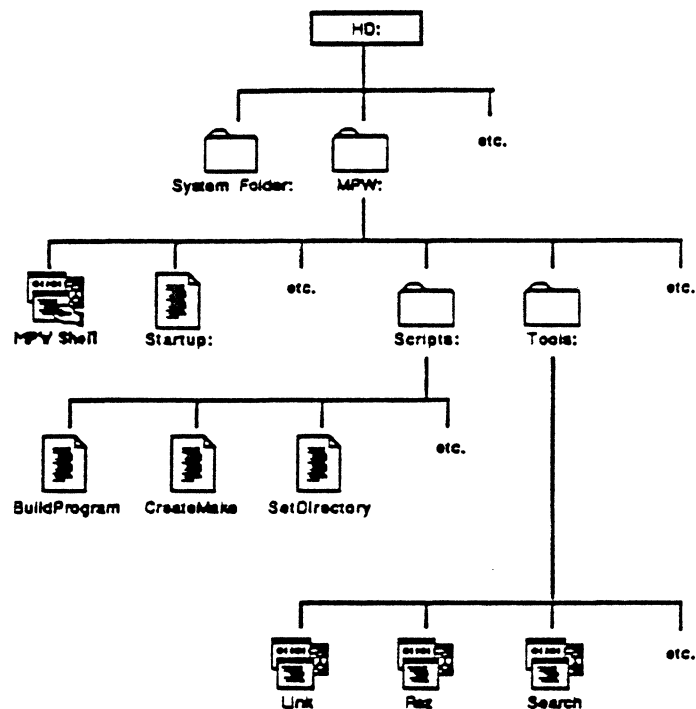 HD:
etc.
System Folder: MPW:
etc. etc.
MPW Shell Startup: Scripts: Tools:
etc.
BuildProgram CreateMake SetDirectory
etc.
Link Rez Search